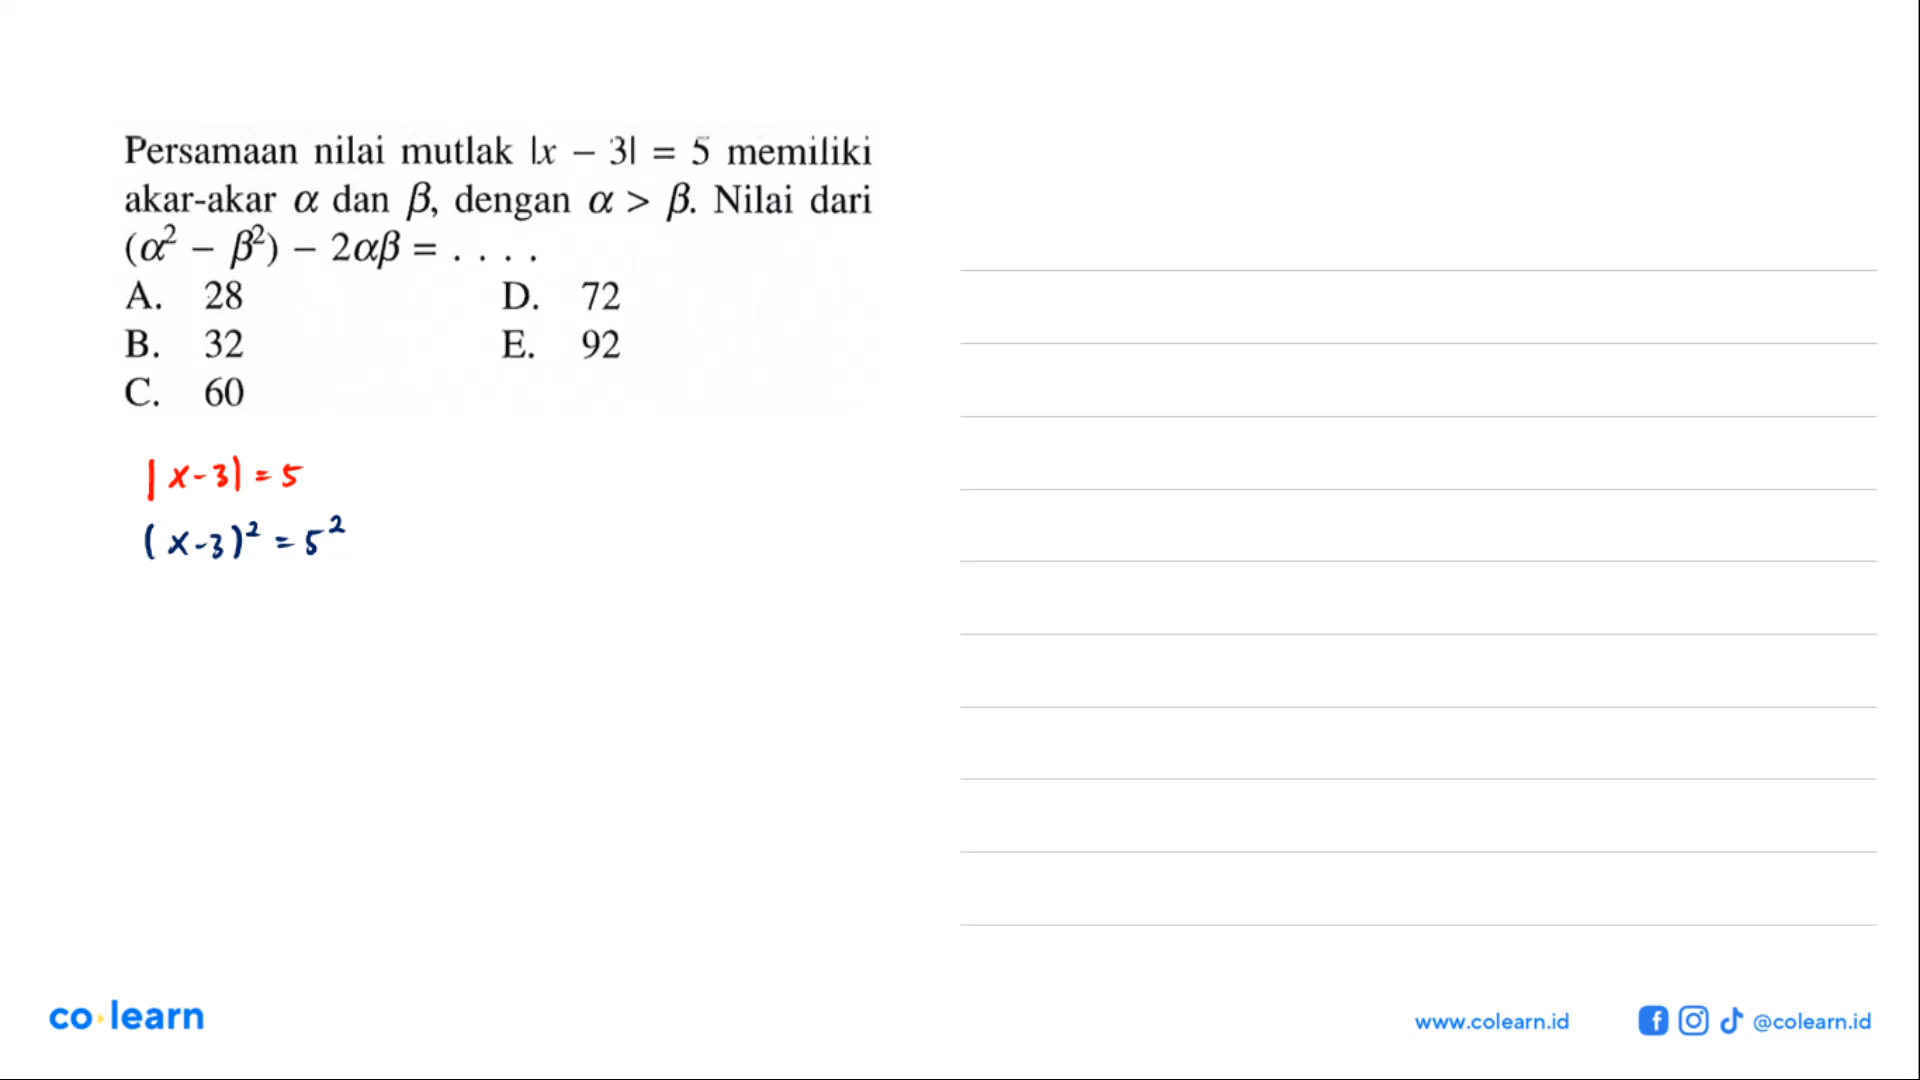 Persamaan nilai mutlak |x − 3| = 5 memiliki
akar-akar α dan β, dengan α > β. Nilai dari
(α² − β²) − 2αβ = . . . .
A. 28 D. 72
B. 32 E. 92
C. 60
|x-3| = 5
(x-3)² = 5²
co learn
www.colearn.id @colearn.id